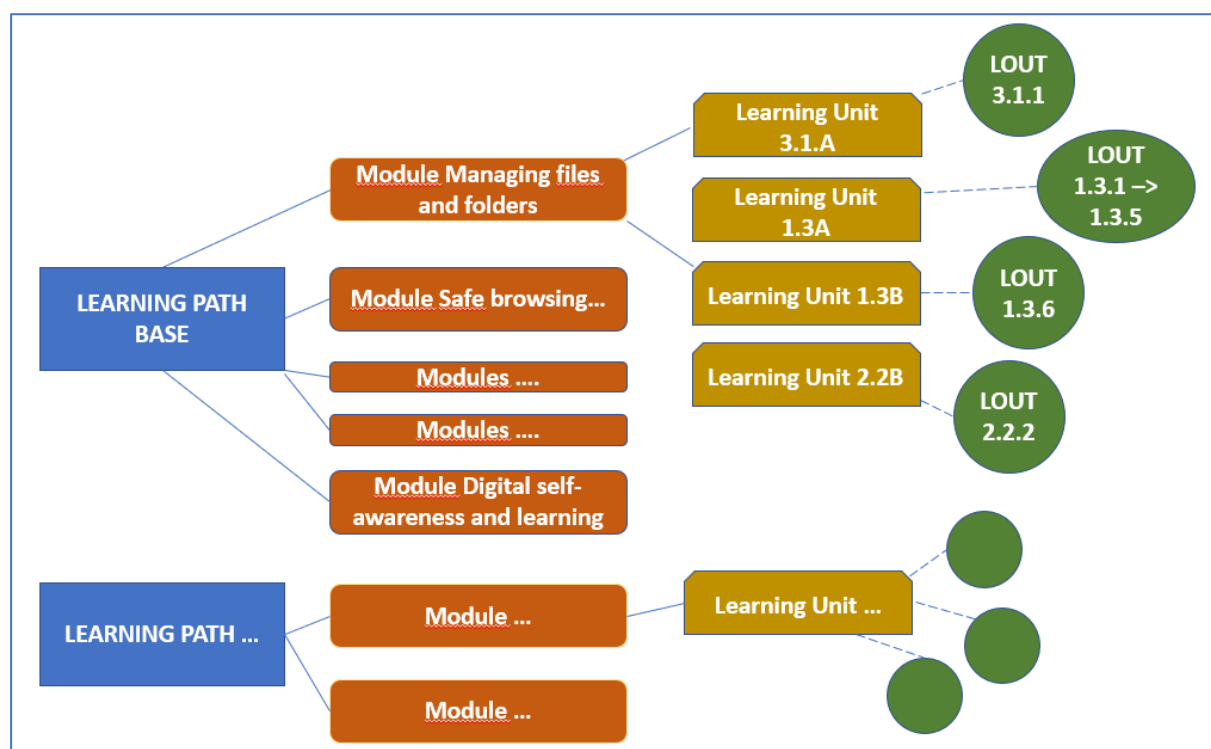 LEARNING PATH
BASE
Module Managing files
and folders
Module Safe browsing...
Modules ....
Modules ....
Module Digital self-
awareness and learning
Learning Unit
3.1.A
Learning Unit
1.3A
Learning Unit 1.3B
Learning Unit 2.2B
LOUT
3.1.1
LOUT
1.3.1 –>
1.3.5
LOUT
1.3.6
LOUT
2.2.2
LEARNING PATH ...
Module ...
Module ...
Learning Unit ...